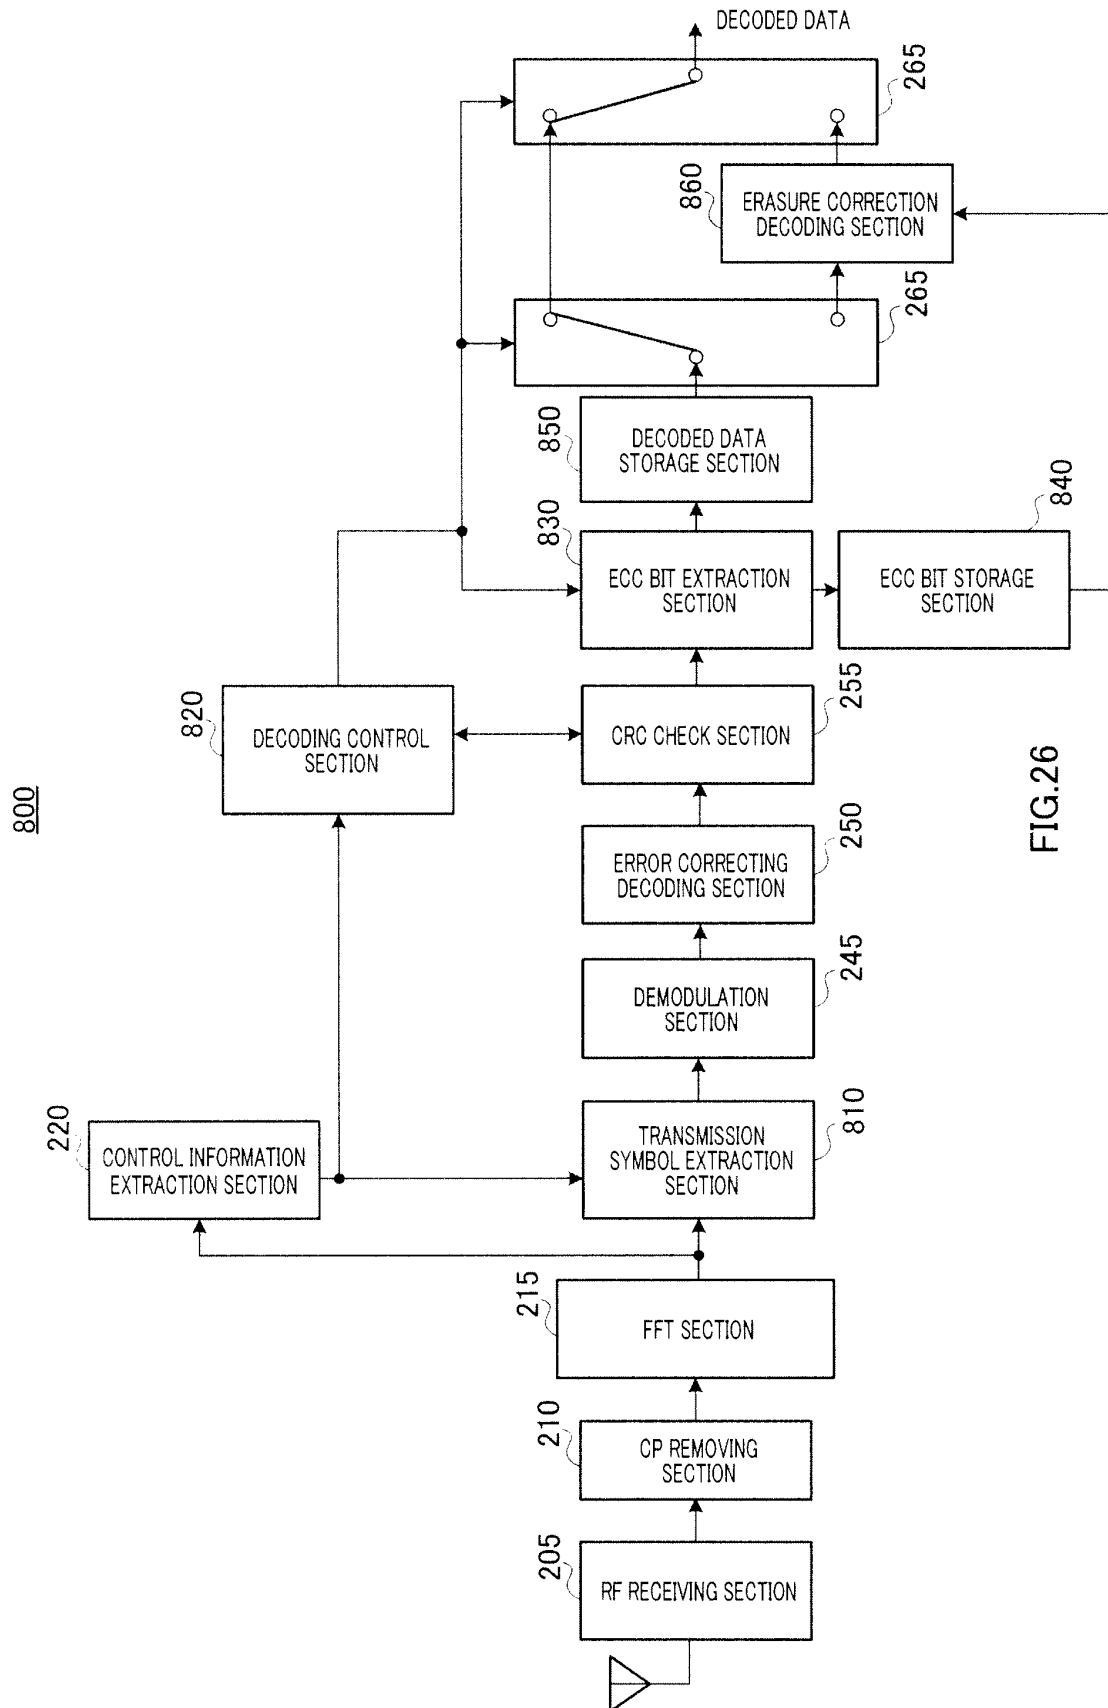 800
DECODED DATA
265
860
ERASURE CORRECTION
DECODING SECTION
265
850
DECODED DATA
STORAGE SECTION
830
ECC BIT EXTRACTION
SECTION
840
ECC BIT STORAGE
SECTION
820
DECODING CONTROL
SECTION
255
CRC CHECK SECTION
250
ERROR CORRECTING
DECODING SECTION
245
DEMODULATION
SECTION
220
CONTROL INFORMATION
EXTRACTION SECTION
810
TRANSMISSION
SYMBOL EXTRACTION
SECTION
215
FFT SECTION
210
CP REMOVING
SECTION
205
RF RECEIVING SECTION
FIG.26